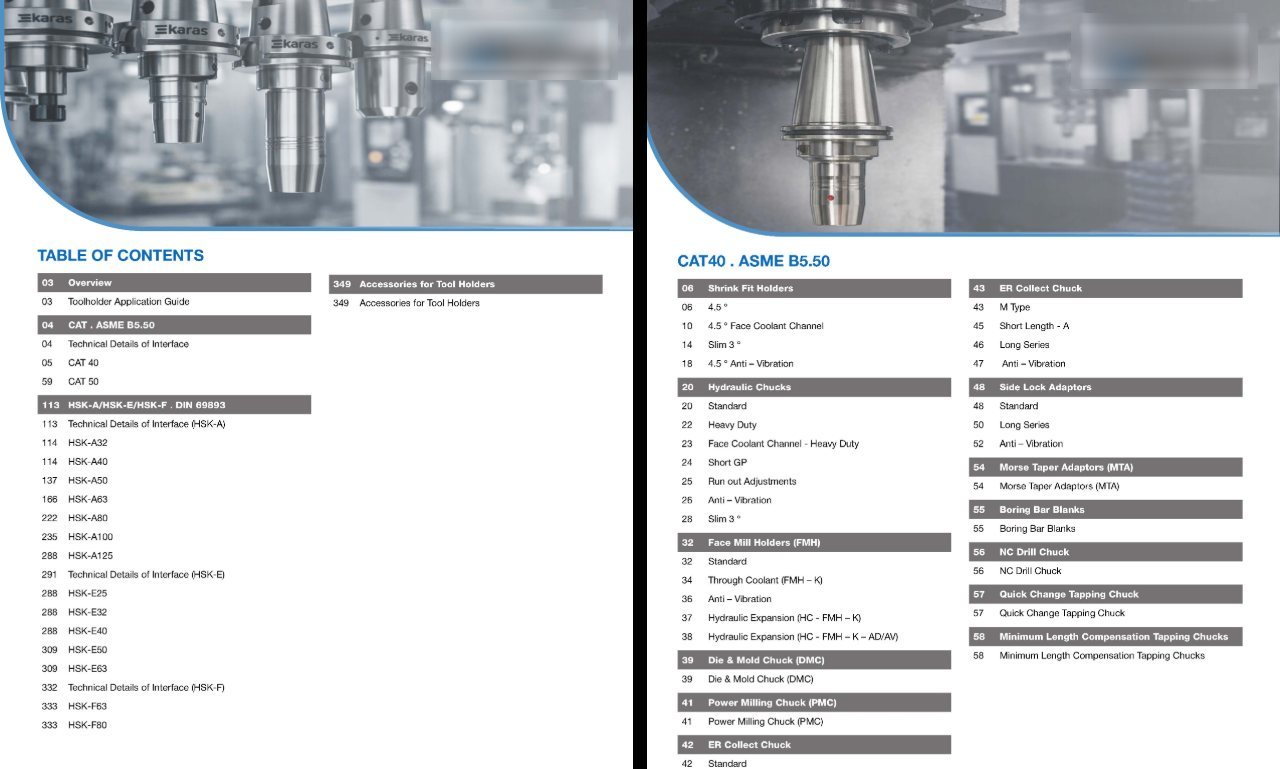 Ekaras
Ekaras
Ekaras
Ekaras
TABLE OF CONTENTS
03 Overview
03 Toolholder Application Guide
04 CAT . ASME B5.50
04 Technical Details of Interface
05 CAT 40
59 CAT 50
113 HSK-A/HSK-E/HSK-F . DIN 69893
113 Technical Details of Interface (HSK-A)
114 HSK-A32
114 HSK-A40
137 HSK-A50
166 HSK-A63
222 HSK-A80
235 HSK-A100
288 HSK-A125
291 Technical Details of Interface (HSK-E)
288 HSK-E25
288 HSK-E32
288 HSK-E40
309 HSK-E50
309 HSK-E63
332 Technical Details of Interface (HSK-F)
333 HSK-F63
333 HSK-F80
349 Accessories for Tool Holders
349 Accessories for Tool Holders
CAT40 . ASME B5.50
06 Shrink Fit Holders
06 4.5 °
10 4.5 ° Face Coolant Channel
14 Slim 3 °
18 4.5 ° Anti – Vibration
20 Hydraulic Chucks
20 Standard
22 Heavy Duty
23 Face Coolant Channel - Heavy Duty
24 Short GP
25 Run out Adjustments
26 Anti – Vibration
28 Slim 3 °
32 Face Mill Holders (FMH)
32 Standard
34 Through Coolant (FMH – K)
36 Anti – Vibration
37 Hydraulic Expansion (HC - FMH – K)
38 Hydraulic Expansion (HC - FMH – K – AD/AV)
39 Die & Mold Chuck (DMC)
39 Die & Mold Chuck (DMC)
41 Power Milling Chuck (PMC)
41 Power Milling Chuck (PMC)
42 ER Collect Chuck
42 Standard
43 ER Collect Chuck
43 M Type
45 Short Length - A
46 Long Series
47 Anti – Vibration
48 Side Lock Adaptors
48 Standard
50 Long Series
52 Anti – Vibration
54 Morse Taper Adaptors (MTA)
54 Morse Taper Adaptors (MTA)
55 Boring Bar Blanks
55 Boring Bar Blanks
56 NC Drill Chuck
56 NC Drill Chuck
57 Quick Change Tapping Chuck
57 Quick Change Tapping Chuck
58 Minimum Length Compensation Tapping Chucks
58 Minimum Length Compensation Tapping Chucks